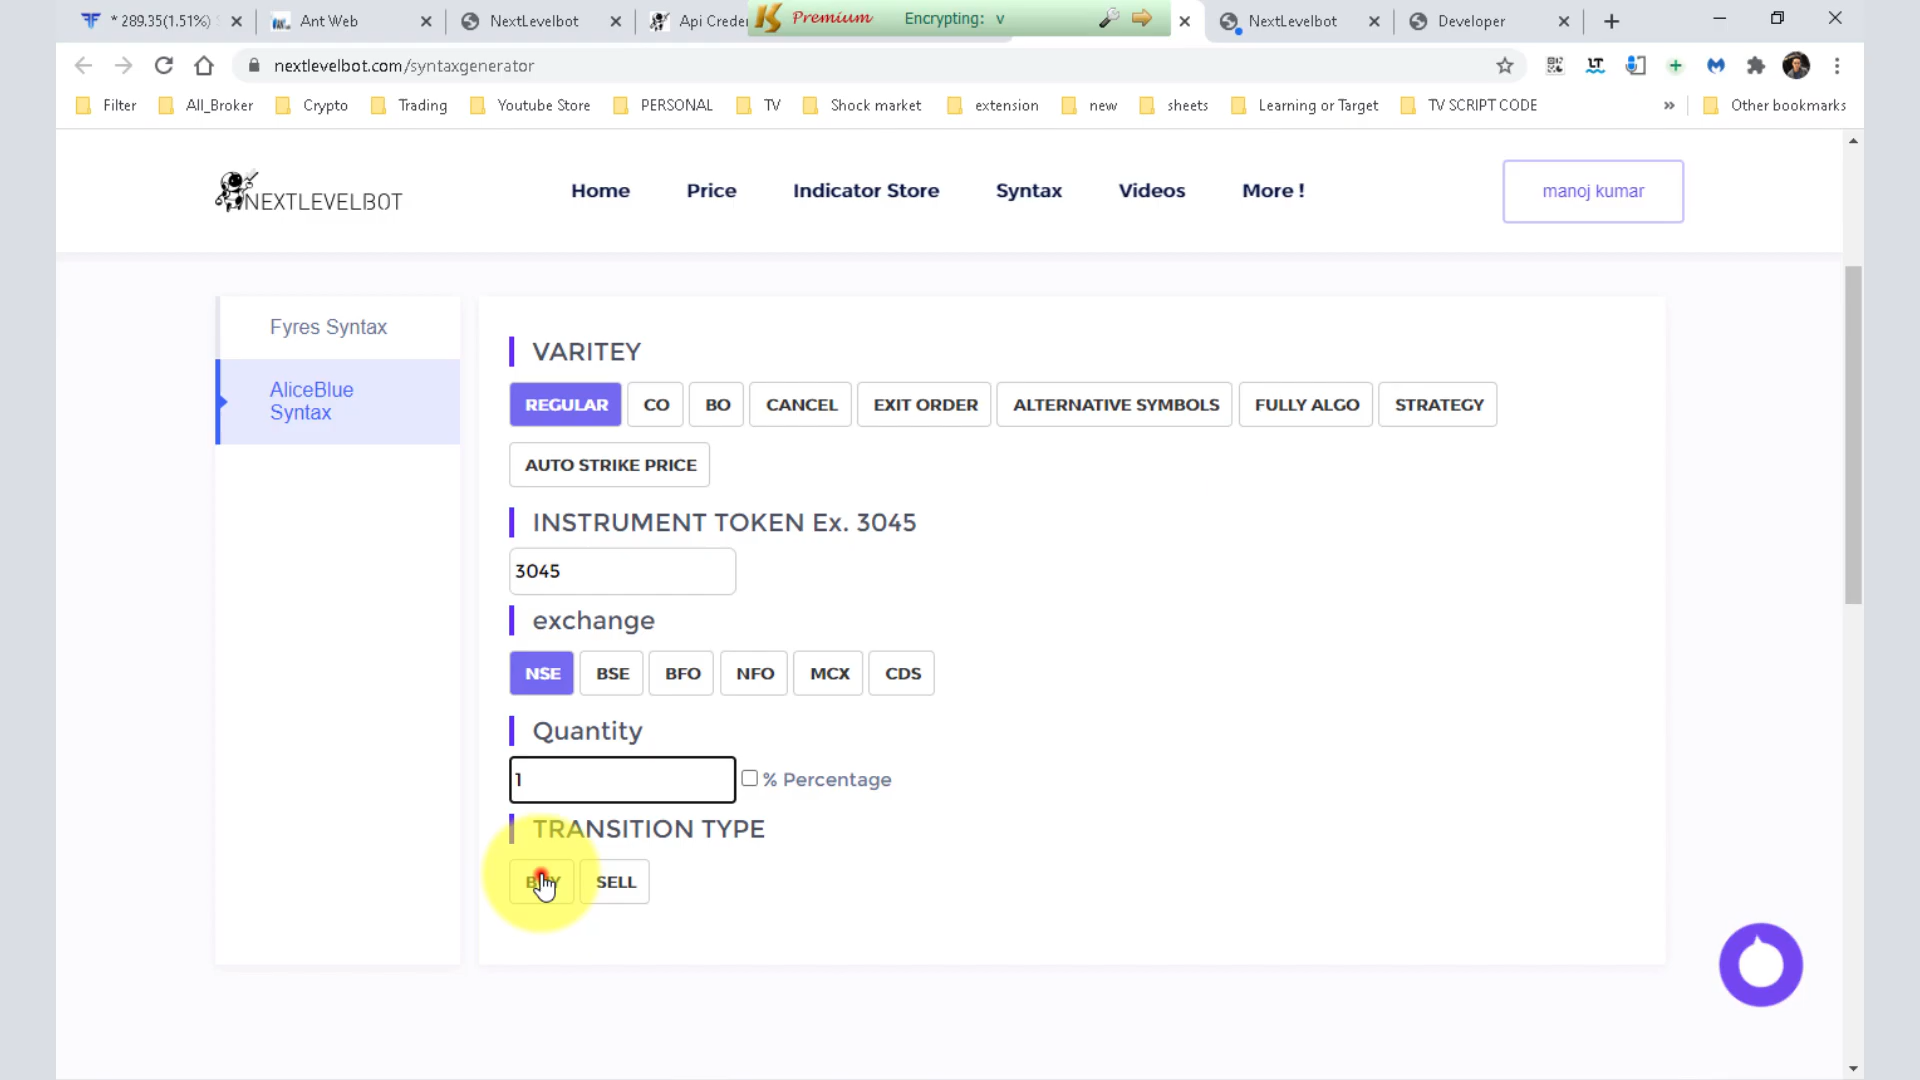 * 289.35(1.51%)
Ant Web
NextLevelbot
Api Creder
Premium
Encrypting: v
NextLevelbot
Developer
nextlevelbot.com/syntaxgenerator
Filter
All_Broker
Crypto
Trading
Youtube Store
PERSONAL
TV
Shock market
extension
new
sheets
Learning or Target
TV SCRIPT CODE
»
Other bookmarks
NEXTLEVELBOT
Home
Price
Indicator Store
Syntax
Videos
More !
manoj kumar
Fyres Syntax
AliceBlue
Syntax
VARITEY
REGULAR CO BO CANCEL EXIT ORDER ALTERNATIVE SYMBOLS FULLY ALGO STRATEGY
AUTO STRIKE PRICE
INSTRUMENT TOKEN Ex. 3045
3045
exchange
NSE BSE BFO NFO MCX CDS
Quantity
1
% Percentage
TRANSITION TYPE
BUY SELL